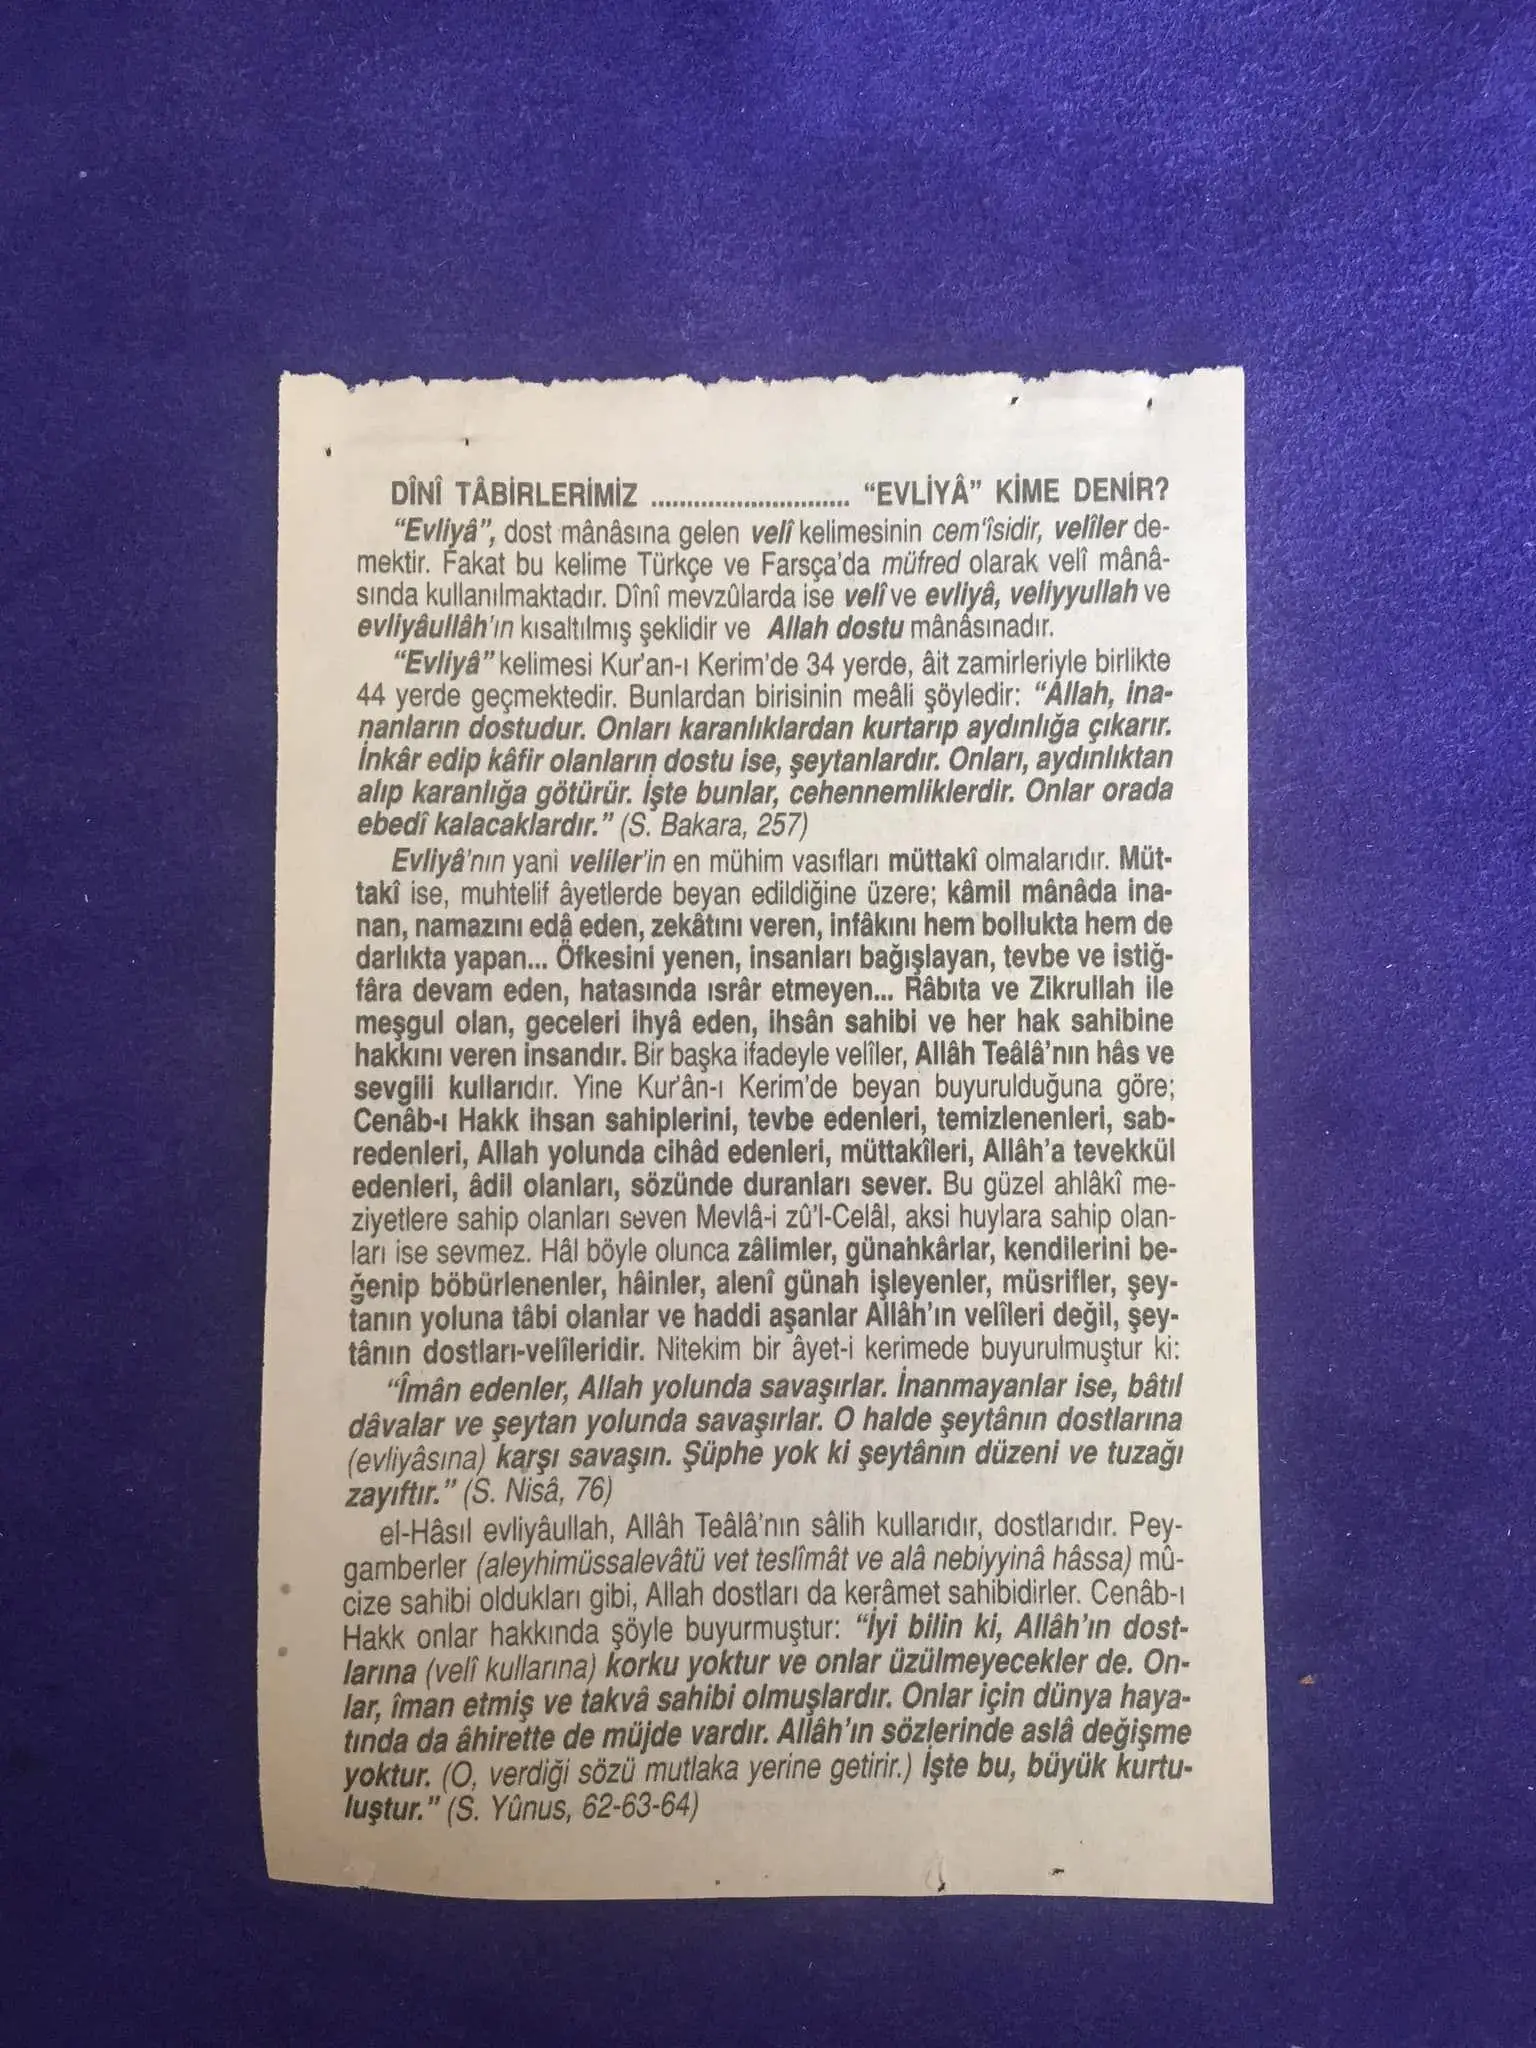 DÎNÎ TÂBİRLERİMİZ ............................ “EVLİYÂ” KİME DENİR?
“Evliyâ”, dost mânâsına gelen velî kelimesinin cem'îsidir, velîler de-
mektir. Fakat bu kelime Türkçe ve Farsça’da müfred olarak velî mânâ-
sında kullanılmaktadır. Dînî mevzûlarda ise velî ve evliyâ, veliyyullah ve
evliyâullâh’ın kısaltılmış şeklidir ve Allah dostu mânâsınadır.
“Evliyâ” kelimesi Kur’an-ı Kerim’de 34 yerde, âit zamirleriyle birlikte
44 yerde geçmektedir. Bunlardan birisinin meâli şöyledir: “Allah, ina-
nanların dostudur. Onları karanlıklardan kurtarıp aydınlığa çıkarır.
İnkâr edip kâfir olanların dostu ise, şeytanlardır. Onları, aydınlıktan
alıp karanlığa götürür. İşte bunlar, cehennemliklerdir. Onlar orada
ebedî kalacaklardır.” (S. Bakara, 257)
Evliyâ’nın yani veliler’in en mühim vasıfları müttakî olmalarıdır. Müt-
takî ise, muhtelif âyetlerde beyan edildiğine üzere; kâmil mânâda ina-
nan, namazını edâ eden, zekâtını veren, infâkını hem bollukta hem de
darlıkta yapan... Öfkesini yenen, insanları bağışlayan, tevbe ve istiğ-
fâra devam eden, hatasında ısrâr etmeyen... Râbıta ve Zikrullah ile
meşgul olan, geceleri ihyâ eden, ihsân sahibi ve her hak sahibine
hakkını veren insandır. Bir başka ifadeyle velîler, Allâh Teâlâ’nın hâs ve
sevgili kullarıdır. Yine Kur’ân-ı Kerim’de beyan buyurulduğuna göre;
Cenâb-ı Hakk ihsan sahiplerini, tevbe edenleri, temizlenenleri, sab-
redenleri, Allah yolunda cihâd edenleri, müttakîleri, Allâh’a tevekkül
edenleri, âdil olanları, sözünde duranları sever. Bu güzel ahlâkî me-
ziyetlere sahip olanları seven Mevlâ-i zû’l-Celâl, aksi huylara sahip olan-
ları ise sevmez. Hâl böyle olunca zâlimler, günahkârlar, kendilerini be-
ğenip böbürlenenler, hâinler, alenî günah işleyenler, müsrifler, şey-
tanın yoluna tâbi olanlar ve haddi aşanlar Allâh’ın velîleri değil, şey-
tânın dostları-velîleridir. Nitekim bir âyet-i kerimede buyurulmuştur ki:
“Îmân edenler, Allah yolunda savaşırlar. İnanmayanlar ise, bâtıl
dâvalar ve şeytan yolunda savaşırlar. O halde şeytânın dostlarına
(evliyâsına) karşı savaşın. Şüphe yok ki şeytânın düzeni ve tuzağı
zayıftır.” (S. Nisâ, 76)
el-Hâsıl evliyâullah, Allâh Teâlâ’nın sâlih kullarıdır, dostlarıdır. Pey-
gamberler (aleyhimüssalevâtü vet teslîmât ve alâ nebiyyinâ hâssa) mû-
cize sahibi oldukları gibi, Allah dostları da kerâmet sahibidirler. Cenâb-ı
Hakk onlar hakkında şöyle buyurmuştur: “İyi bilin ki, Allâh’ın dost-
larına (velî kullarına) korku yoktur ve onlar üzülmeyecekler de. On-
lar, îman etmiş ve takvâ sahibi olmuşlardır. Onlar için dünya haya-
tında da âhirette de müjde vardır. Allâh’ın sözlerinde aslâ değişme
yoktur. (O, verdiği sözü mutlaka yerine getirir.) İşte bu, büyük kurtu-
luştur.” (S. Yûnus, 62-63-64)